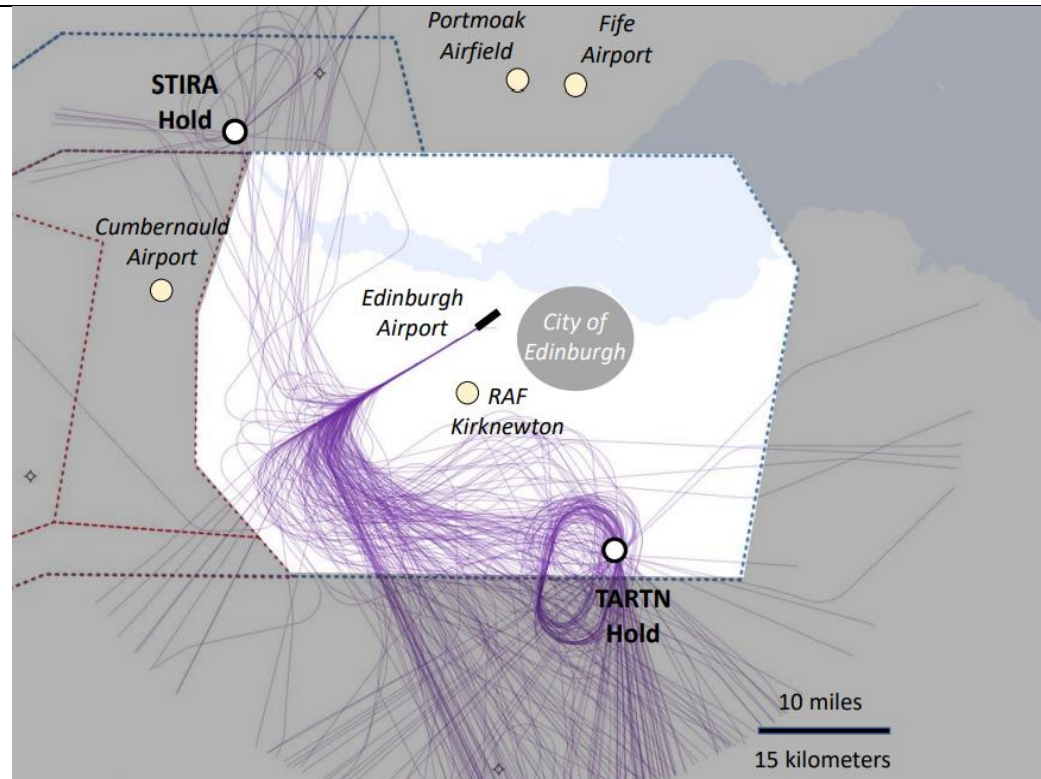 Portmoak
Airfield
Fife
Airport
STIRA
Hold
Cumbernauld
Airport
Edinburgh
Airport
City of
Edinburgh
RAF
Kirknewton
TARTN
Hold
10 miles
15 kilometers